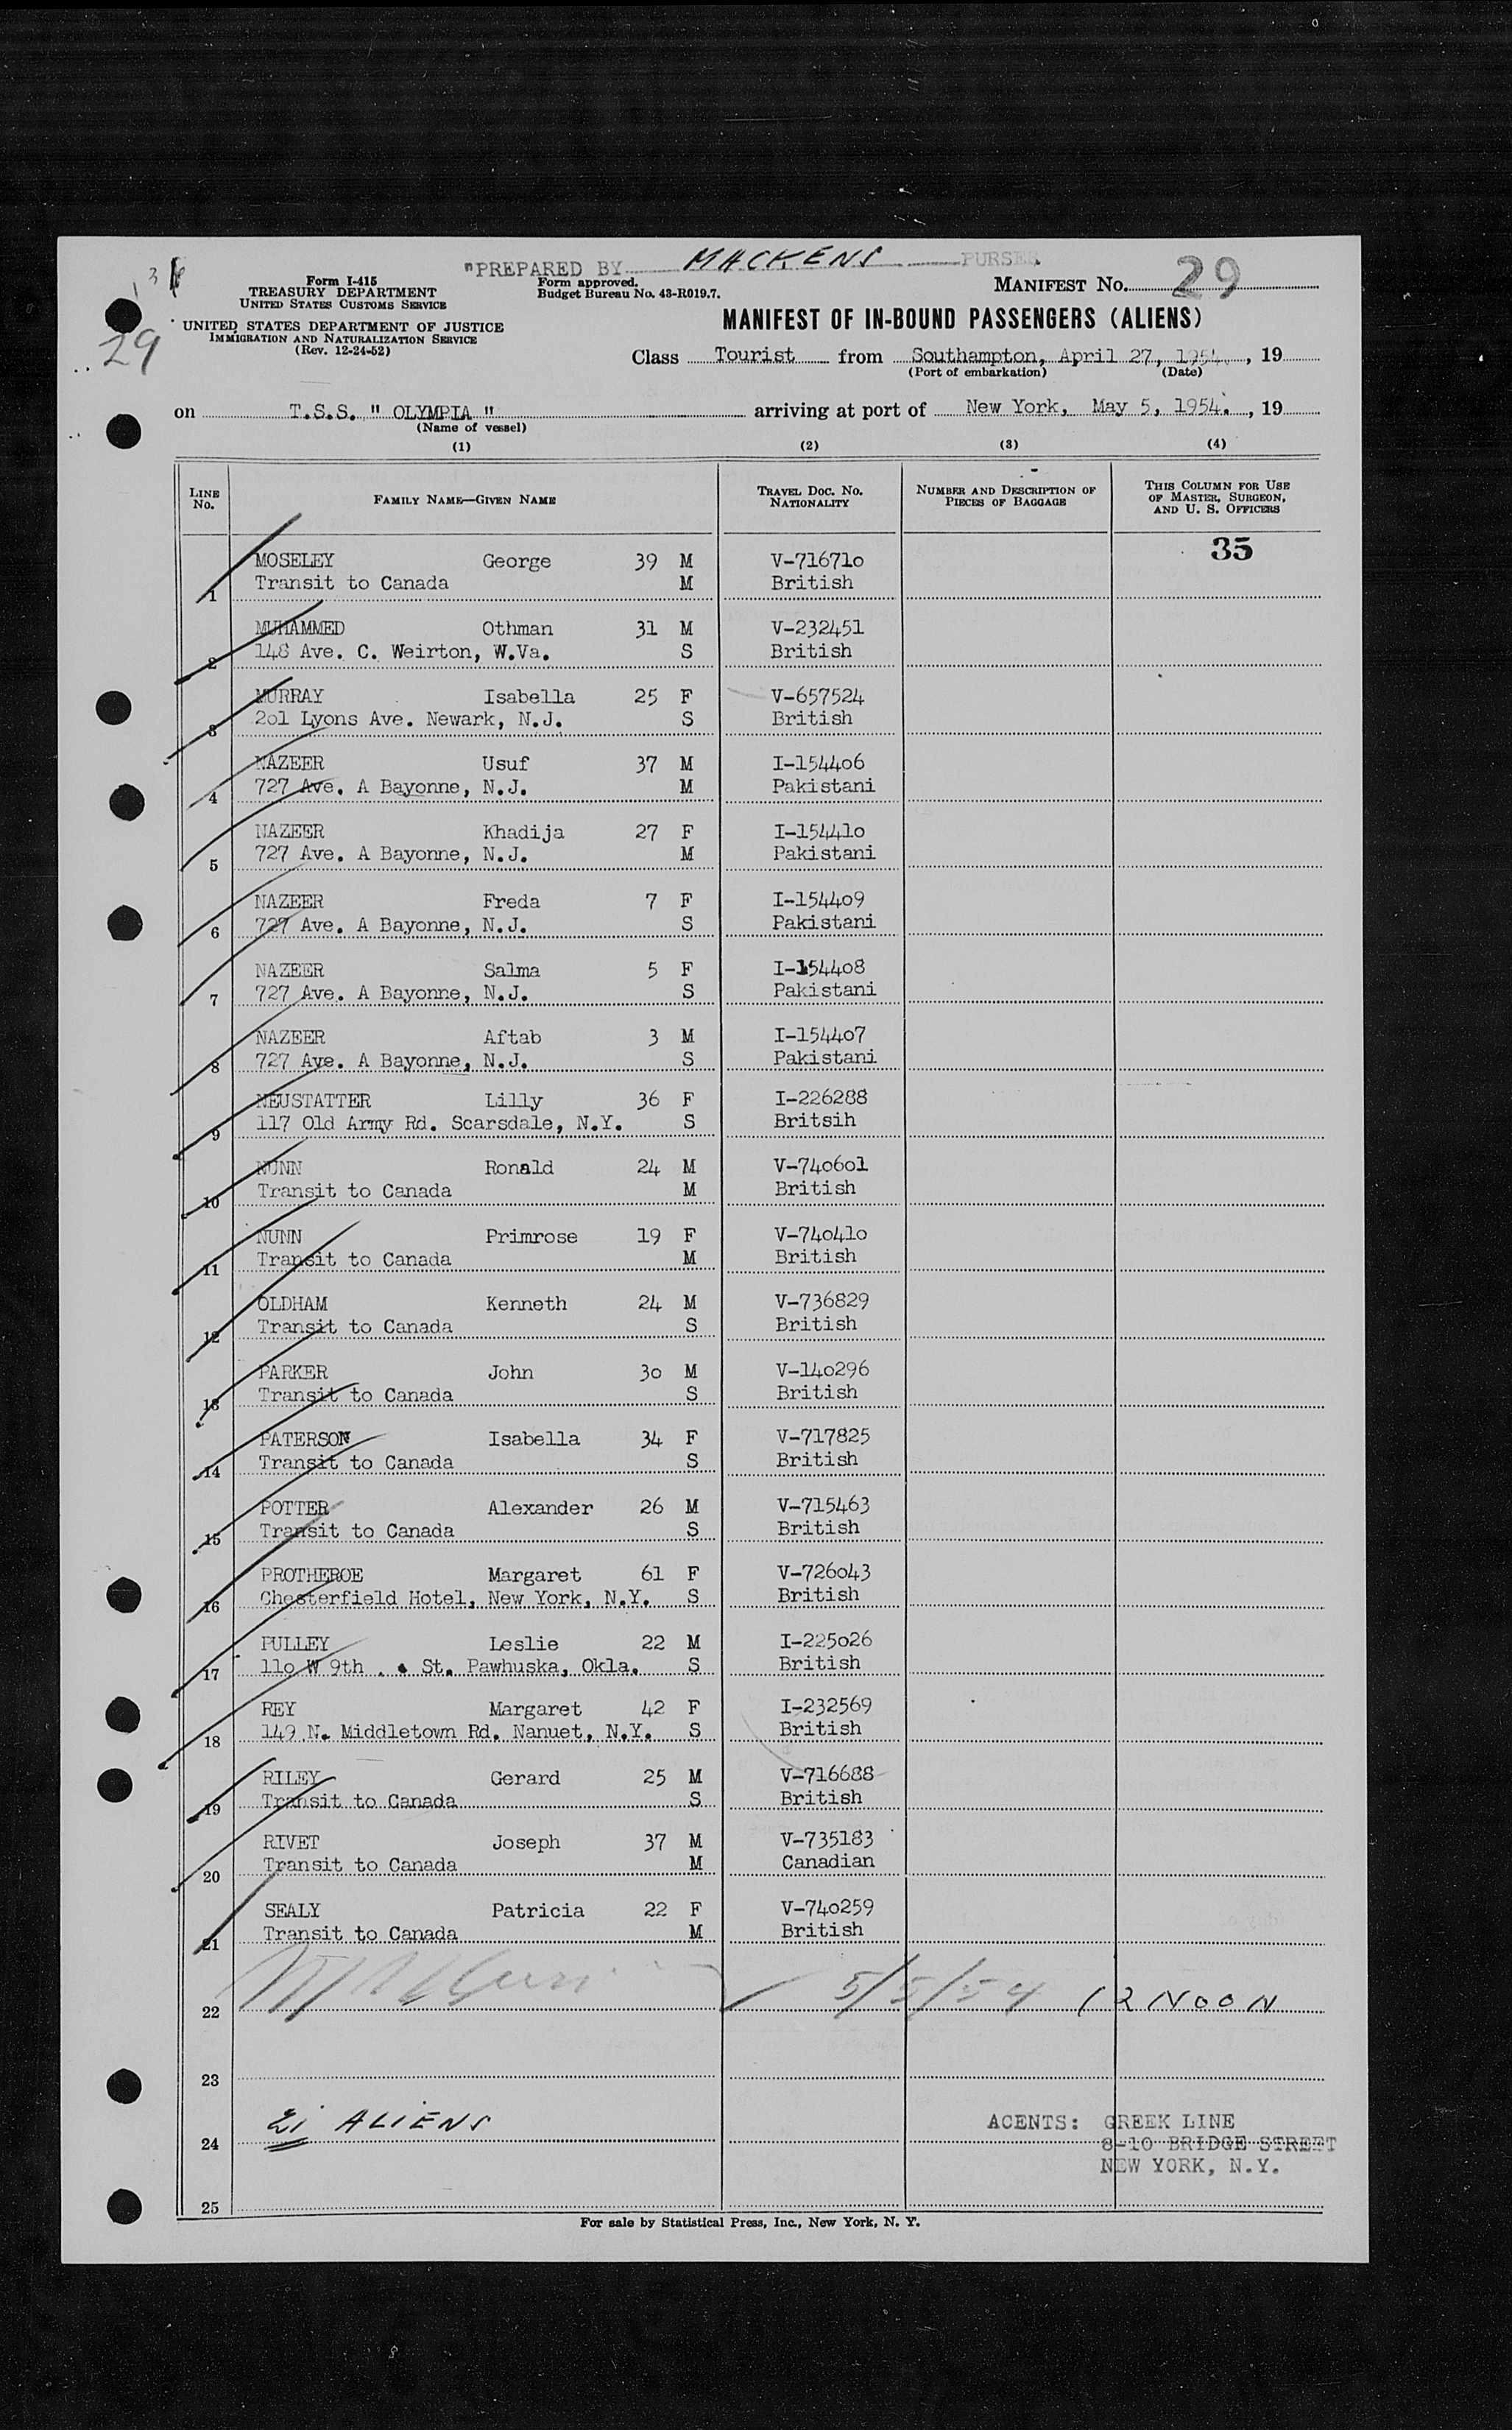 "PREPARED BY MACKENS PURSER
Form I-415
TREASURY DEPARTMENT
UNITED STATES CUSTOMS SERVICE
Form approved.
Budget Bureau No. 43-R019.7.
MANIFEST No. 29
UNITED STATES DEPARTMENT OF JUSTICE
IMMIGRATION AND NATURALIZATION SERVICE
(Rev. 12-24-52)
29
MANIFEST OF IN-BOUND PASSENGERS (ALIENS)
Class Tourist from Southampton, April 27, 1954. , 19
(Port of embarkation) (Date)
on T.S.S. " OLYMPIA " arriving at port of New York, May 5, 1954. , 19
(Name of vessel)
(1) (2) (3) (4)
LINE No. FAMILY NAME—GIVEN NAME TRAVEL DOC. NO. NATIONALITY NUMBER AND DESCRIPTION OF PIECES OF BAGGAGE THIS COLUMN FOR USE OF MASTER, SURGEON, AND U. S. OFFICERS
35
MOSELEY George 39 M V-716710
1 Transit to Canada M British
MUHAMMED Othman 31 M V-232451
2 148 Ave. C. Weirton, W.Va. S British
MURRAY Isabella 25 F V-657524
3 201 Lyons Ave. Newark, N.J. S British
NAZEER Usuf 37 M I-154406
4 727 Ave. A Bayonne, N.J. M Pakistani
NAZEER Khadija 27 F I-154410
5 727 Ave. A Bayonne, N.J. M Pakistani
NAZEER Freda 7 F I-154409
6 727 Ave. A Bayonne, N.J. S Pakistani
NAZEER Salma 5 F I-154408
7 727 Ave. A Bayonne, N.J. S Pakistani
NAZEER Aftab 3 M I-154407
8 727 Ave. A Bayonne, N.J. S Pakistani
NEUSTATTER Lilly 36 F I-226288
9 117 Old Army Rd. Scarsdale, N.Y. S Britsih
NUNN Ronald 24 M V-740601
10 Transit to Canada M British
NUNN Primrose 19 F V-740410
11 Transit to Canada M British
OLDHAM Kenneth 24 M V-736829
12 Transit to Canada S British
PARKER John 30 M V-140296
13 Transit to Canada S British
PATERSON Isabella 34 F V-717825
14 Transit to Canada S British
POTTER Alexander 26 M V-715463
15 Transit to Canada S British
PROTHEROE Margaret 61 F V-726043
16 Chesterfield Hotel, New York, N.Y. S British
PULLEY Leslie 22 M I-225026
17 110 W 9th . . St. Pawhuska, Okla. S British
REY Margaret 42 F I-232569
18 149 N. Middletown Rd. Nanuet, N.Y. S British
RILEY Gerard 25 M V-716688
19 Transit to Canada S British
RIVET Joseph 37 M V-735183
20 Transit to Canada M Canadian
SEALY Patricia 22 F V-740259
21 Transit to Canada M British
22 5/5/54 12 NOON
23
24 21 ALIENS
AGENTS: GREEK LINE
8-10 BRIDGE STREET
NEW YORK, N.Y.
25
For sale by Statistical Press, Inc., New York, N. Y.